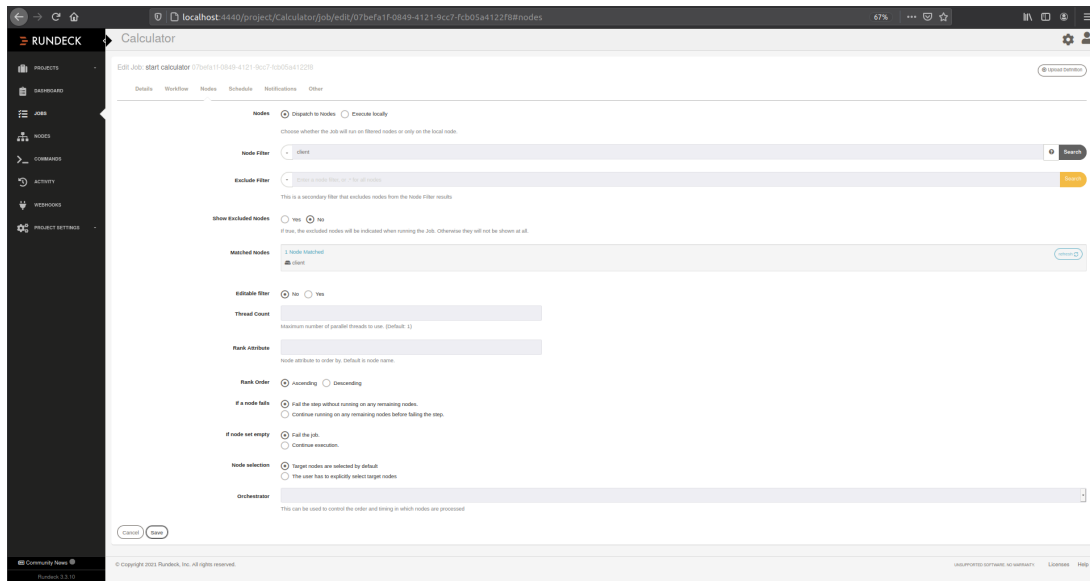 localhost:4440/project/Calculator/job/edit/07befa1f-0849-4121-9cc7-fcb05a4122f8#nodes
67%
RUNDECK
Calculator
PROJECTS
DASHBOARD
JOBS
NODES
COMMANDS
ACTIVITY
WEBHOOKS
PROJECT SETTINGS
Edit Job: start calculator 07befa1f-0849-4121-9cc7-fcb05a4122f8
Upload Definition
Details Workflow Nodes Schedule Notifications Other
Nodes Dispatch to Nodes Execute locally
Choose whether the Job will run on filtered nodes or only on the local node.
Node Filter client Search
Exclude Filter Enter a node filter, or .* for all nodes Search
This is a secondary filter that excludes nodes from the Node Filter results.
Show Excluded Nodes Yes No
If true, the excluded nodes will be indicated when running the Job. Otherwise they will not be shown at all.
Matched Nodes 1 Node Matched refresh
client
Editable filter No Yes
Thread Count
Maximum number of parallel threads to use. (Default: 1)
Rank Attribute
Node attribute to order by. Default is node name.
Rank Order Ascending Descending
If a node fails Fail the step without running on any remaining nodes.
Continue running on any remaining nodes before failing the step.
If node set empty Fail the job.
Continue execution.
Node selection Target nodes are selected by default
The user has to explicitly select target nodes
Orchestrator
This can be used to control the order and timing in which nodes are processed
Cancel Save
Community News
Rundeck 3.3.10
© Copyright 2021 Rundeck, Inc. All rights reserved.
UNSUPPORTED SOFTWARE. NO WARRANTY. Licenses Help